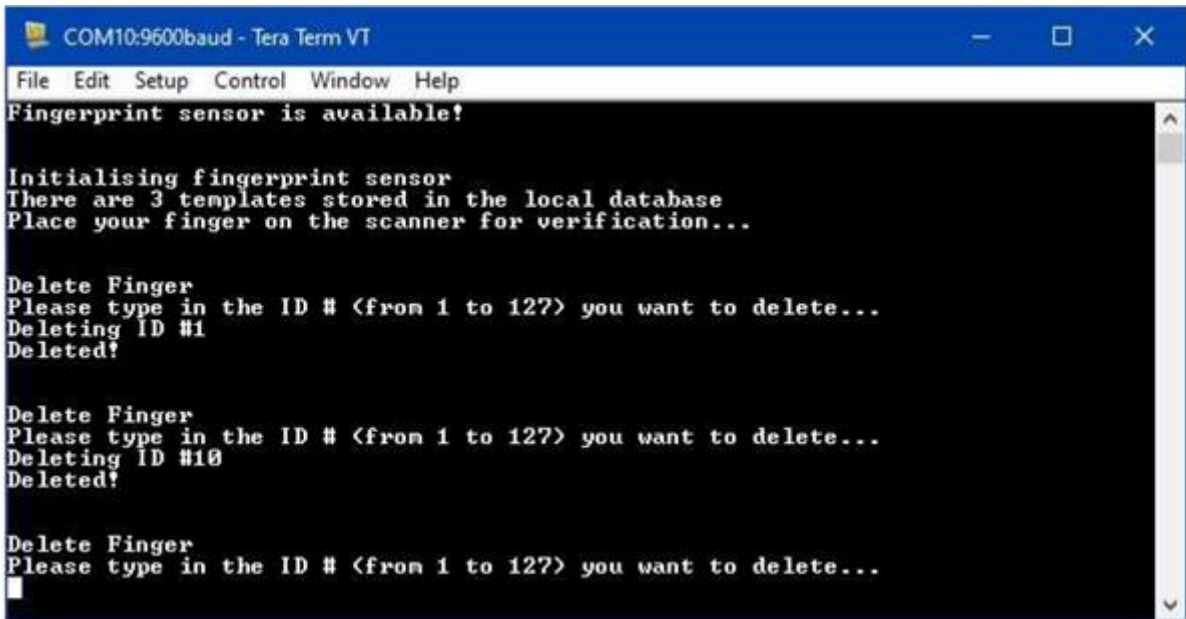 COM10:9600baud - Tera Term VT
File Edit Setup Control Window Help
Fingerprint sensor is available!
Initialising fingerprint sensor
There are 3 templates stored in the local database
Place your finger on the scanner for verification...
Delete Finger
Please type in the ID # (from 1 to 127) you want to delete...
Deleting ID #1
Deleted!
Delete Finger
Please type in the ID # (from 1 to 127) you want to delete...
Deleting ID #10
Deleted!
Delete Finger
Please type in the ID # (from 1 to 127) you want to delete...